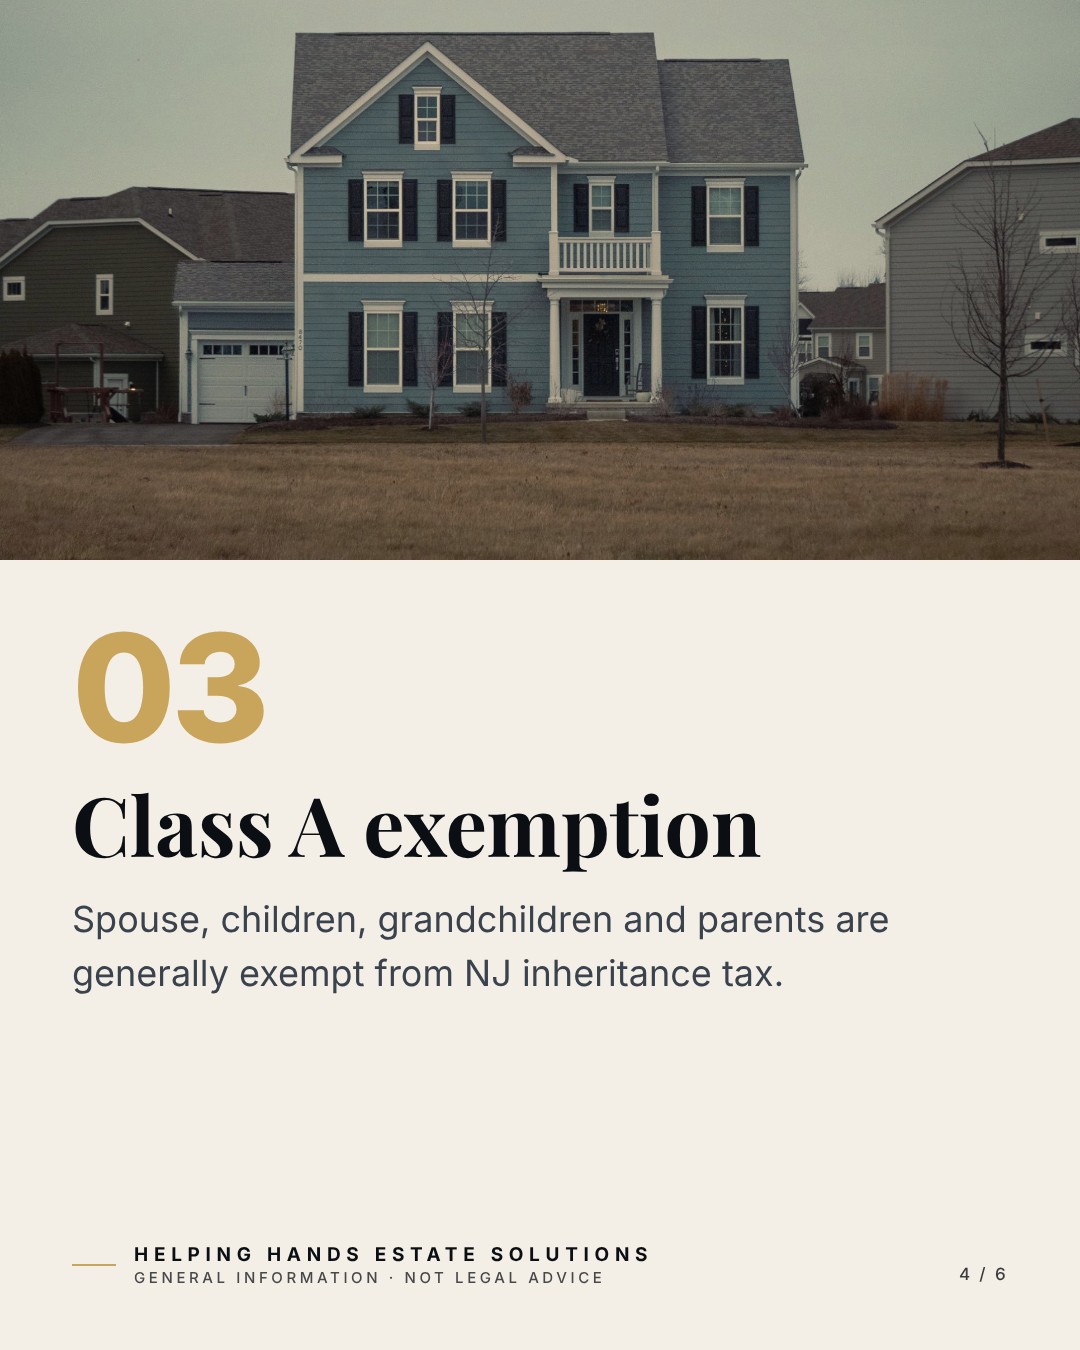 03
Class A exemption
Spouse, children, grandchildren and parents are
generally exempt from NJ inheritance tax.
HELPING HANDS ESTATE SOLUTIONS
GENERAL INFORMATION · NOT LEGAL ADVICE
4 / 6